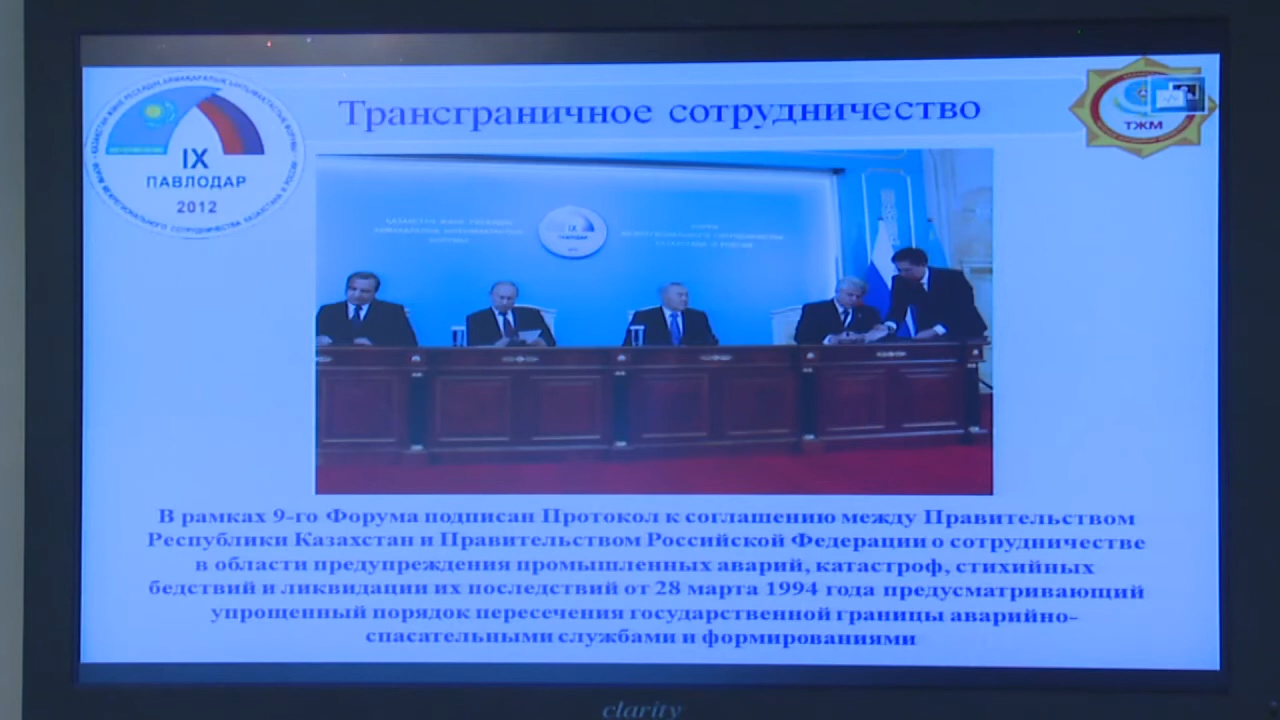 Трансграничное сотрудничество
IX
ПАВЛОДАР
2012
ТЖМ
IX
ПАВЛОДАР
В рамках 9-го Форума подписан Протокол к соглашению между Правительством
Республики Казахстан и Правительством Российской Федерации о сотрудничестве
в области предупреждения промышленных аварий, катастроф, стихийных
бедствий и ликвидации их последствий от 28 марта 1994 года предусматривающий
упрощенный порядок пересечения государственной границы аварийно-
спасательными службами и формированиями
clarity